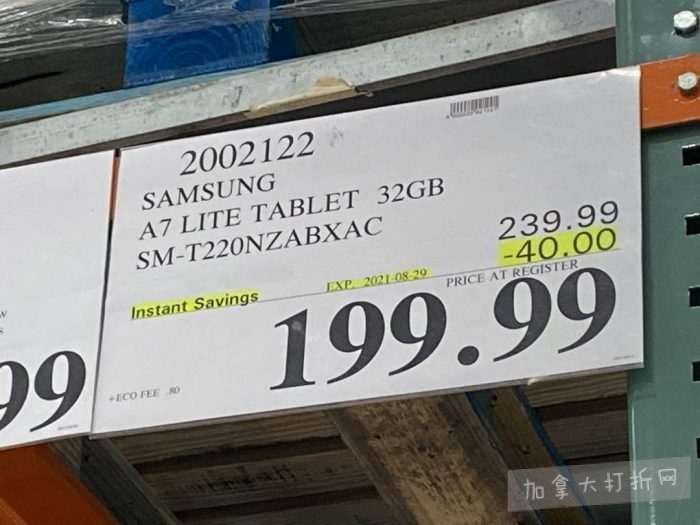 2002122
SAMSUNG
A7 LITE TABLET 32GB
SM-T220NZABXAC
239.99
-40.00
Instant Savings EXP. 2021-08-29 PRICE AT REGISTER
199.99
+ECO FEE .80
99
加拿大打折网